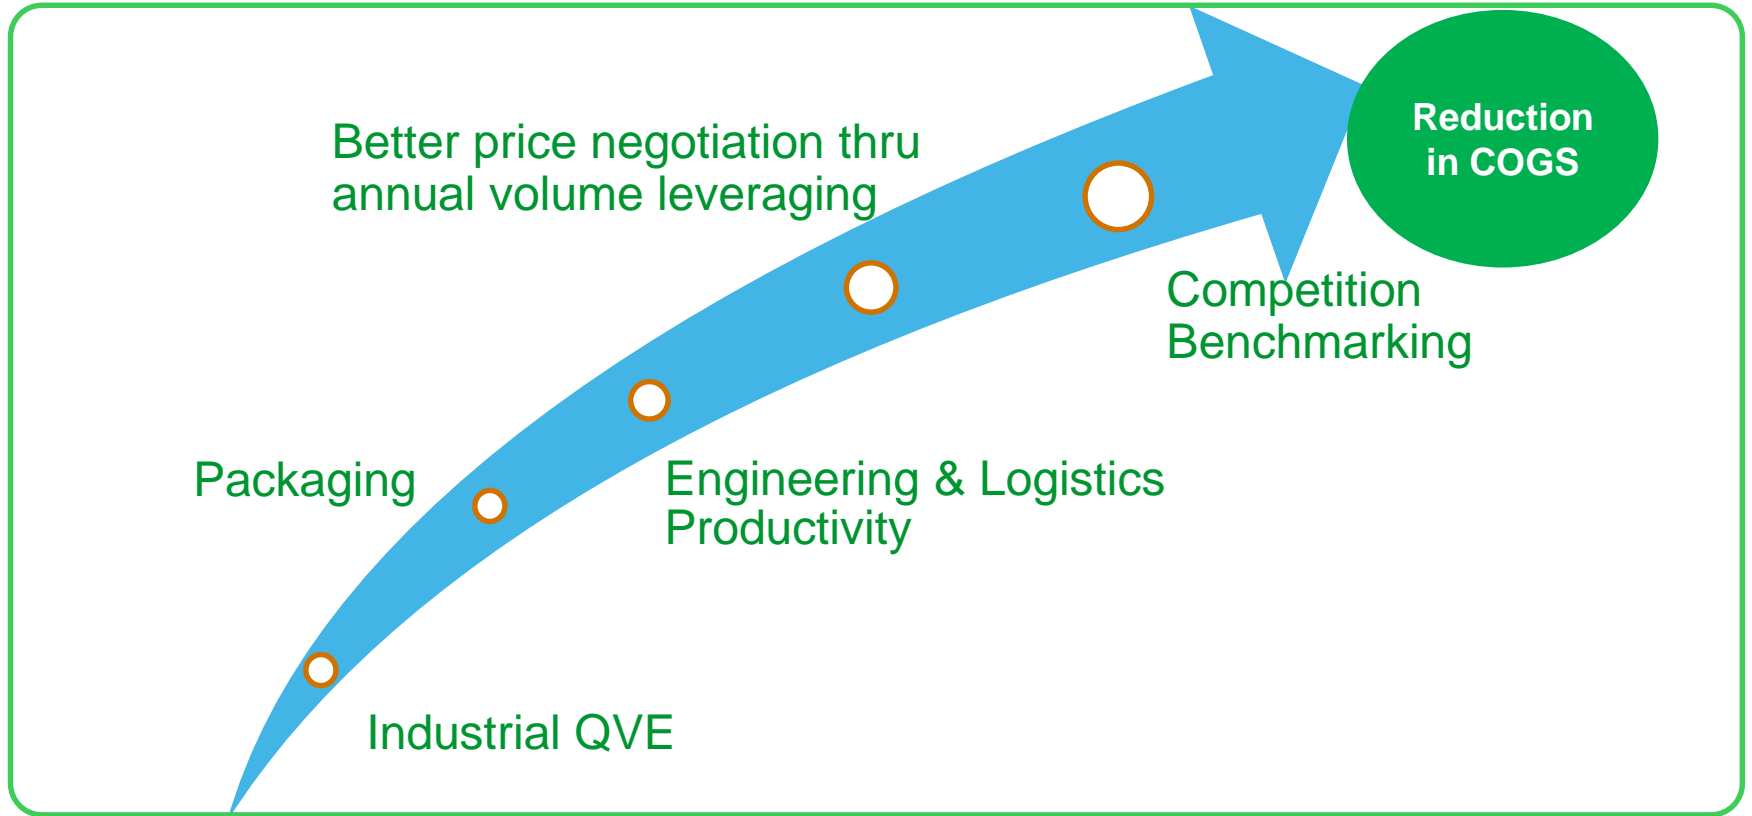 Reduction
in COGS
Better price negotiation thru
annual volume leveraging
Competition
Benchmarking
Packaging
Engineering & Logistics
Productivity
Industrial QVE